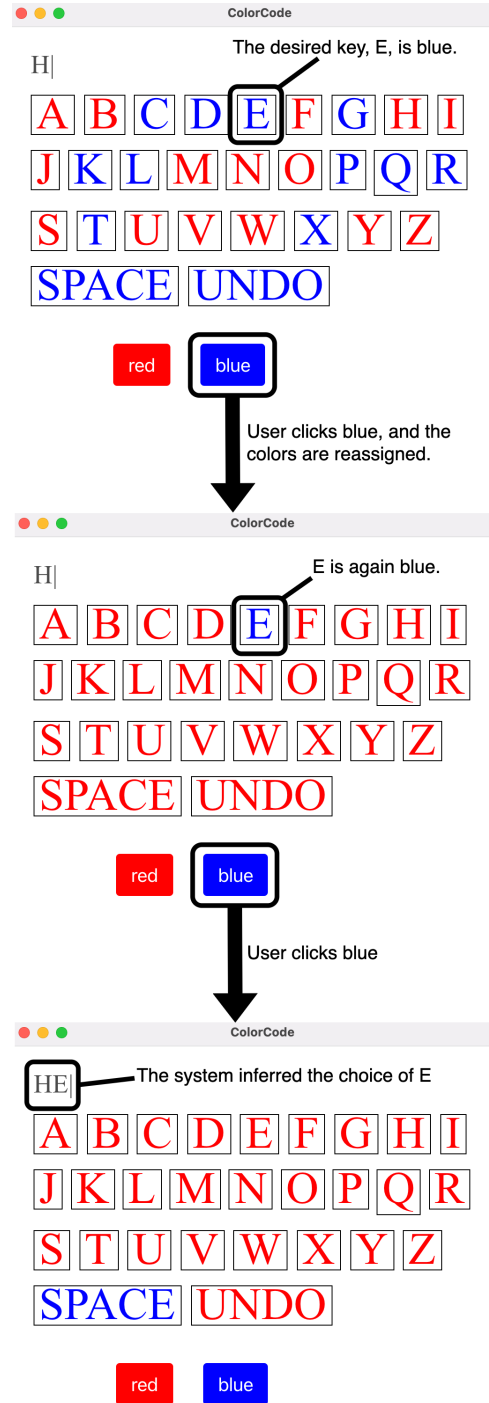 ColorCode
The desired key, E, is blue.
H
A B C D E F G H I
J K L M N O P Q R
S T U V W X Y Z
SPACE UNDO
red blue
User clicks blue, and the
colors are reassigned.
ColorCode
E is again blue.
H
A B C D E F G H I
J K L M N O P Q R
S T U V W X Y Z
SPACE UNDO
red blue
User clicks blue
ColorCode
The system inferred the choice of E
HE
A B C D E F G H I
J K L M N O P Q R
S T U V W X Y Z
SPACE UNDO
red blue